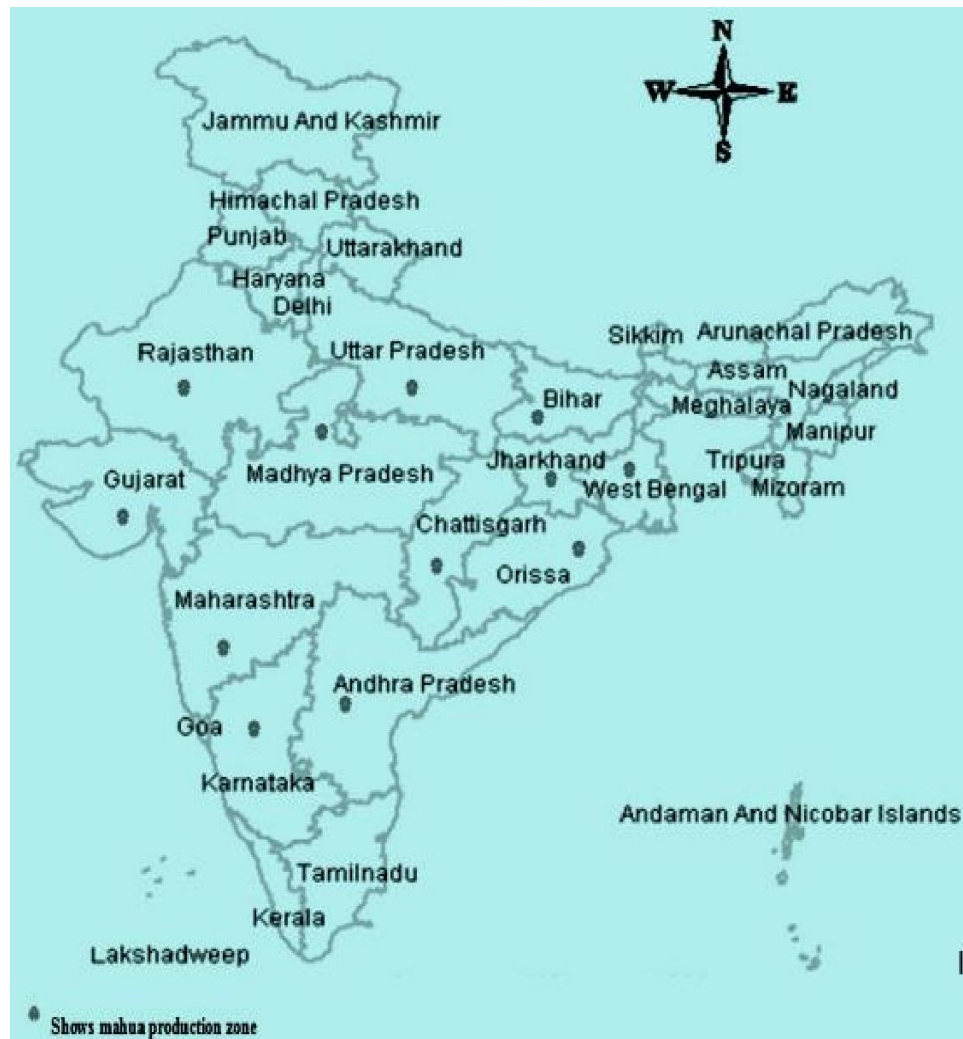 N
W E
S
Jammu And Kashmir
Himachal Pradesh
Punjab
Uttarakhand
Haryana
Delhi
Sikkim
Arunachal Pradesh
Rajasthan
Uttar Pradesh
Assam
Bihar
Nagaland
Meghalaya
Manipur
Jharkhand
Tripura
Gujarat
Madhya Pradesh
West Bengal
Mizoram
Chattisgarh
Orissa
Maharashtra
Andhra Pradesh
Goa
Karnataka
Andaman And Nicobar Islands
Tamilnadu
Kerala
Lakshadweep
Shows mahua production zone